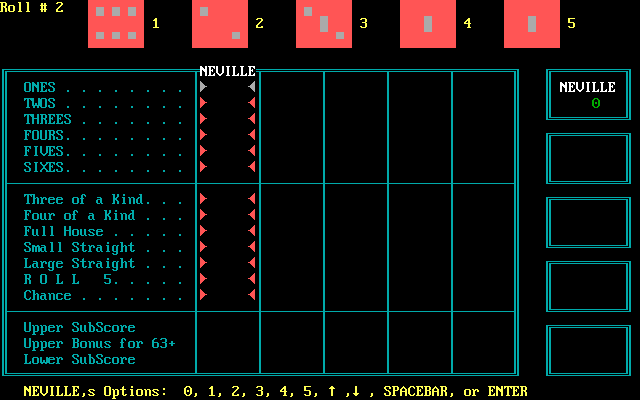 Roll # 2
1 2 3 4 5
NEVILLE
ONES . . . . . . . .
TWOS . . . . . . . .
THREES . . . . . . .
FOURS. . . . . . . .
FIVES. . . . . . . .
SIXES. . . . . . . .
Three of a Kind. . .
Four of a Kind . . .
Full House . . . . .
Small Straight . . .
Large Straight . . .
R O L L  5. . . . .
Chance . . . . . . .
Upper SubScore
Upper Bonus for 63+
Lower SubScore
NEVILLE
0
NEVILLE,s Options:  0, 1, 2, 3, 4, 5, ↑ ,↓ , SPACEBAR, or ENTER